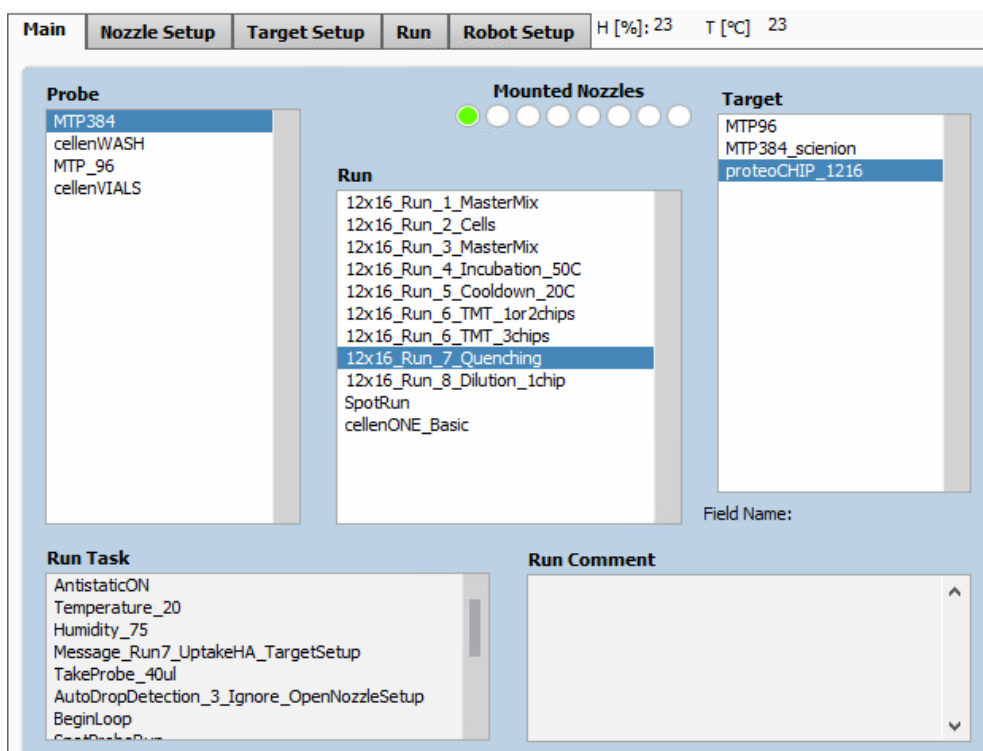 Main
Nozzle Setup
Target Setup
Run
Robot Setup
H [%]: 23
T [°C] 23
Probe
MTP384
cellenWASH
MTP_96
cellenVIALS
Mounted Nozzles
Run
12x16_Run_1_MasterMix
12x16_Run_2_Cells
12x16_Run_3_MasterMix
12x16_Run_4_Incubation_50C
12x16_Run_5_Cooldown_20C
12x16_Run_6_TMT_1or2chips
12x16_Run_6_TMT_3chips
12x16_Run_7_Quenching
12x16_Run_8_Dilution_1chip
SpotRun
cellenONE_Basic
Target
MTP96
MTP384_scienion
proteoCHIP_1216
Field Name:
Run Task
AntistaticON
Temperature_20
Humidity_75
Message_Run7_UptakeHA_TargetSetup
TakeProbe_40ul
AutoDropDetection_3_Ignore_OpenNozzleSetup
BeginLoop
Run Comment